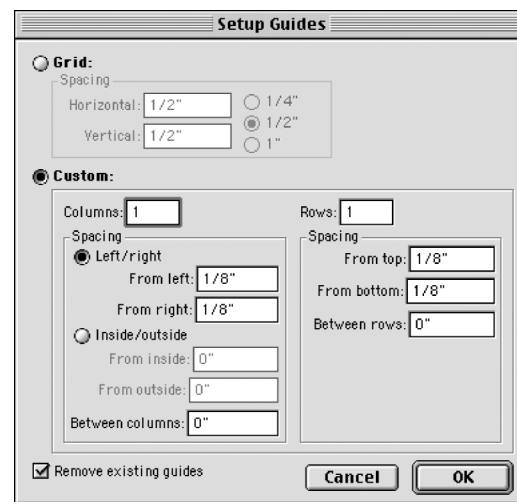 Setup Guides
Grid:
Spacing
Horizontal: 1/2"
Vertical: 1/2"
1/4"
1/2"
1"
Custom:
Columns: 1
Spacing
Left/right
From left: 1/8"
From right: 1/8"
Inside/outside
From inside: 0"
From outside: 0"
Between columns: 0"
Rows: 1
Spacing
From top: 1/8"
From bottom: 1/8"
Between rows: 0"
Remove existing guides
Cancel
OK